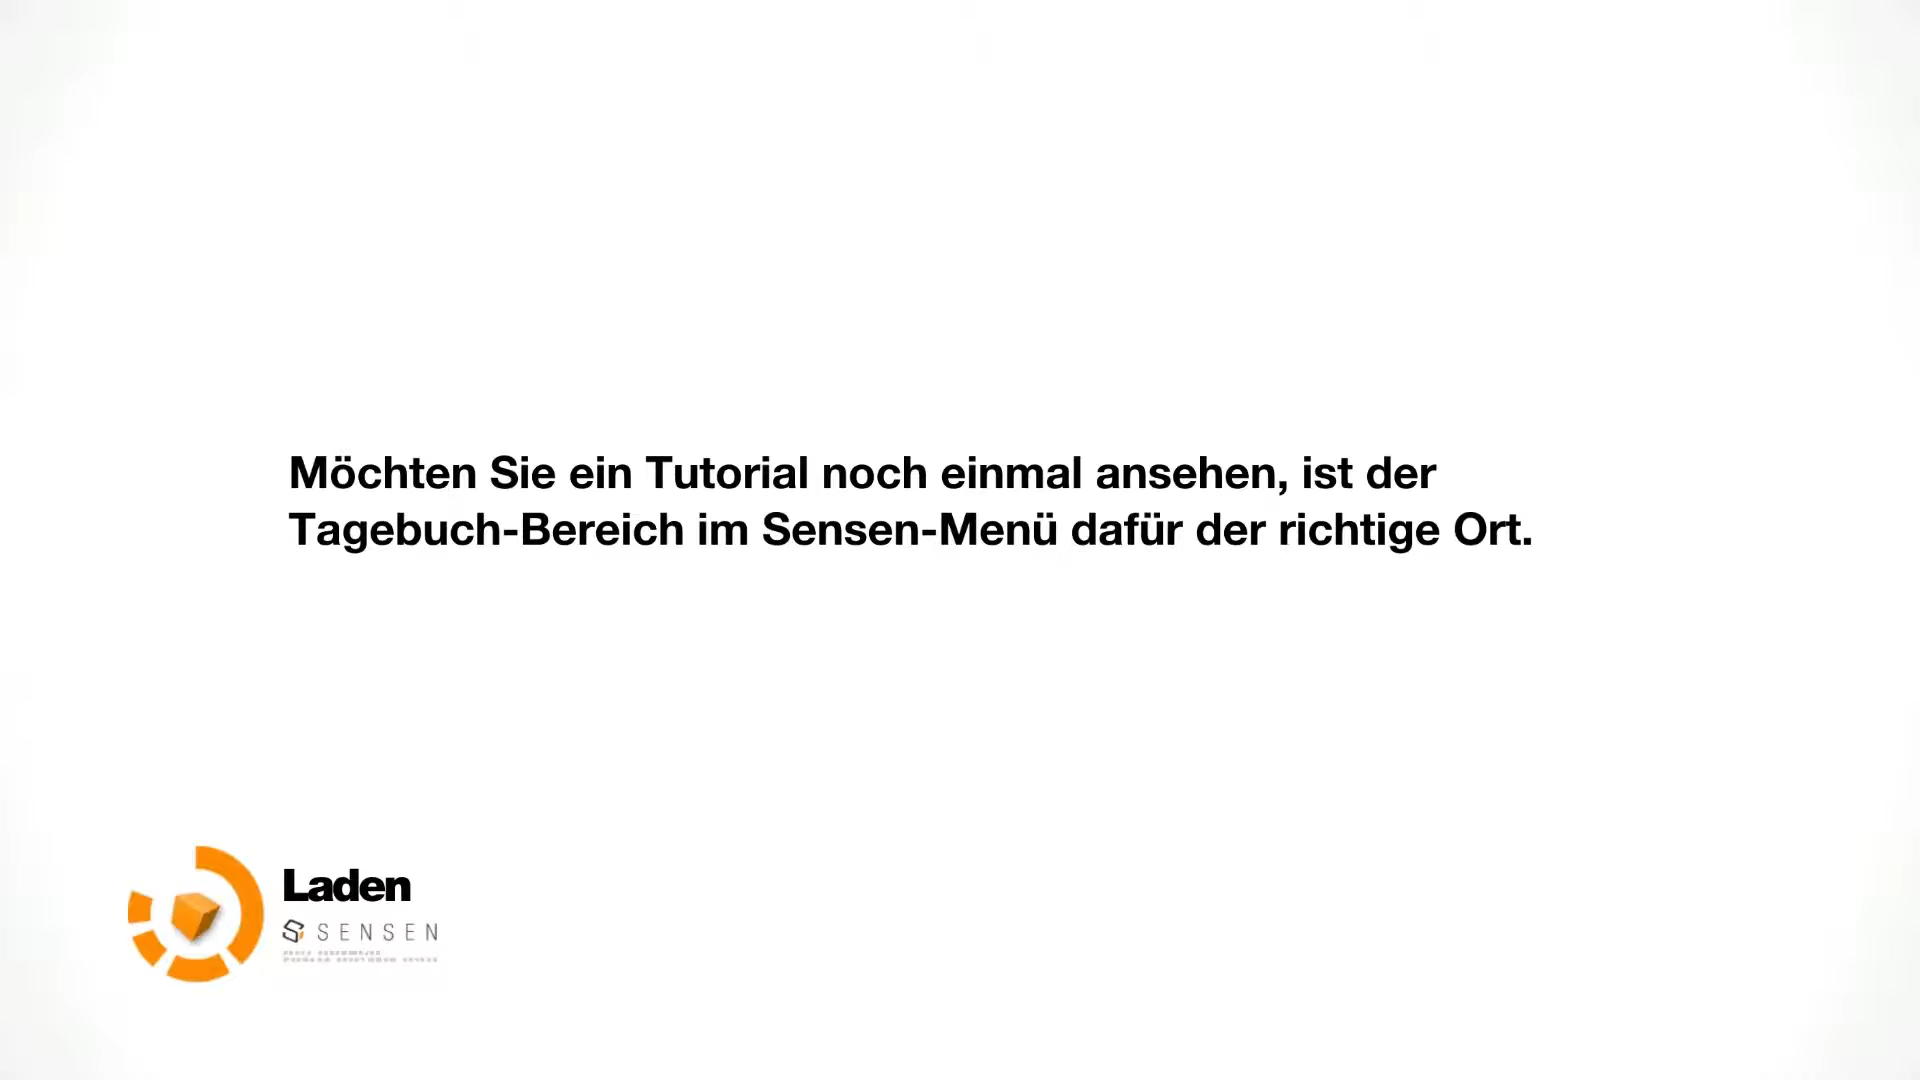 Möchten Sie ein Tutorial noch einmal ansehen, ist der
Tagebuch-Bereich im Sensen-Menü dafür der richtige Ort.
Laden
SENSEN